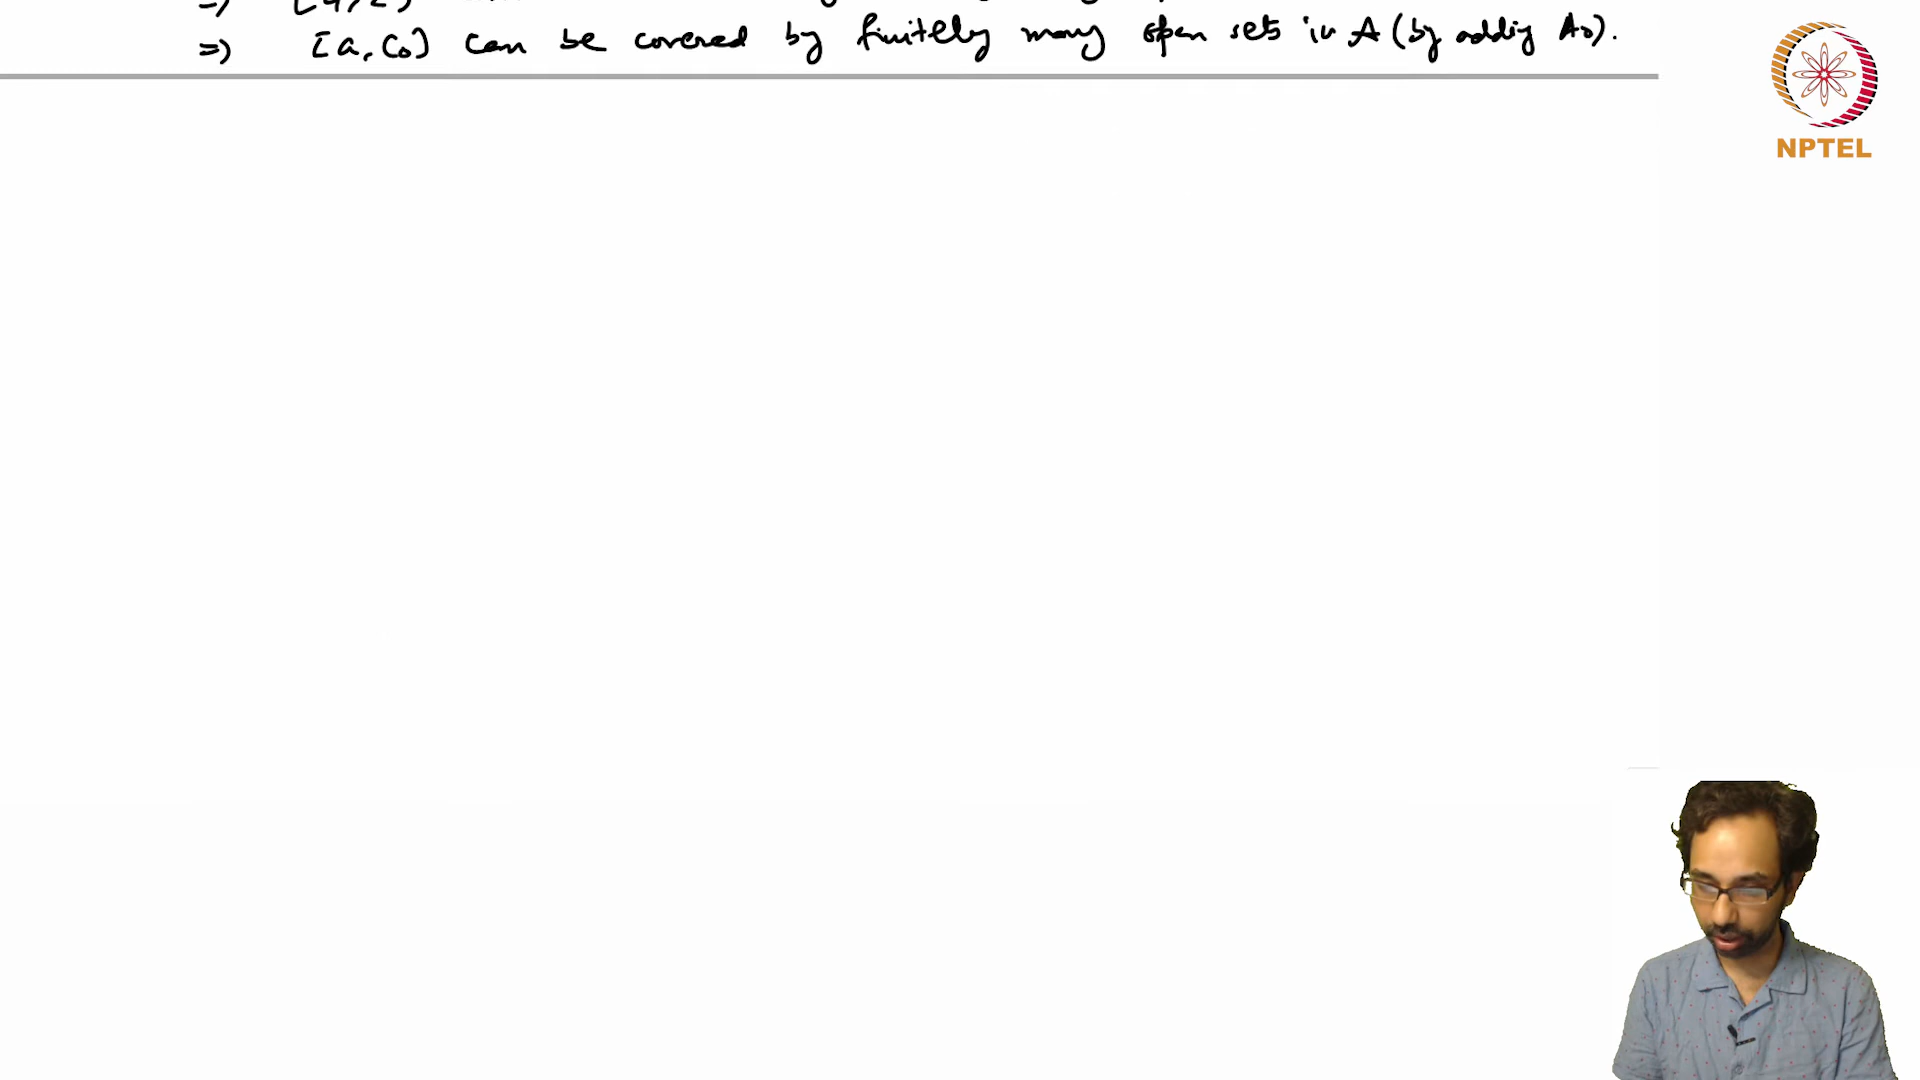 ⇒ [a, c₀] can be covered by finitely many open sets in A (by adding A₀).
NPTEL